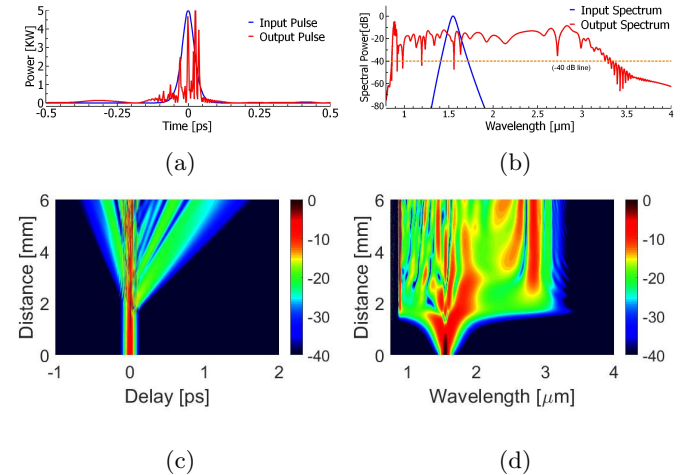 5
4
3
2
1
0
Power [KW]
-0.5
-0.25
0
0.25
0.5
Time [ps]
Input Pulse
Output Pulse
(a)
0
-20
-40
-60
-80
Spectral Power[dB]
1
1.5
2
2.5
3
3.5
4
Wavelength [μm]
Input Spectrum
Output Spectrum
(-40 dB line)
(b)
6
4
2
0
Distance [mm]
-1
0
1
2
Delay [ps]
0
-10
-20
-30
-40
(c)
6
4
2
0
Distance [mm]
1
2
3
4
Wavelength [μm]
0
-10
-20
-30
-40
(d)